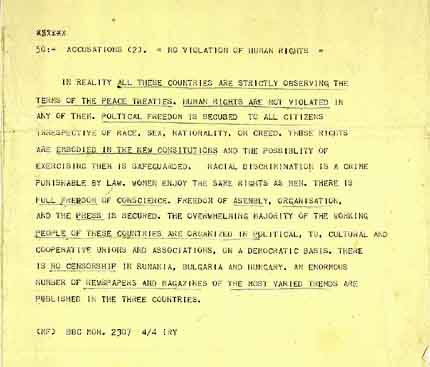 50:- ACCUSATIONS (2). " NO VIOLATION OF HUMAN RIGHTS "
IN REALITY ALL THESE COUNTRIES ARE STRICTLY OBSERVING THE
TERMS OF THE PEACE TREATIES. HUMAN RIGHTS ARE NOT VIOLATED IN
ANY OF THEM. POLITICAL FREEDOM IS SECUSED TO ALL CITIZENS
IRRESPECTIVE OF RACE, SEX, NATIONALITY, OR CREED. THESE RIGHTS
ARE EMBODIED IN THE NEW CONSITUTIONS AND THE POSSIBLITY OF
EXERCISING THEM IS SAFEGUARDED. RACIAL DISCRIMINATION IS A CRIME
PUNISHABLE BY LAW. WOMEN ENJOY THE SAME RIGHTS AS MEN. THERE IS
FULL FREEDOM OF CONSCIENCE. FREEDOM OF ASEMBLY, ORGANISATION,
AND THE PRESS IS SECURED. THE OVERWHELMING MAJORITY OF THE WORKING
PEOPLE OF THESE COUNTRIES ARE ORGANIZED IN POLITICAL, TU, CULTURAL AND
COOPERATIVE UNIONS AND ASSOCIATIONS, ON A DEMOCRATIC BASIS. THERE
IS NO CENSORSHIP IN RUMANIA, BULGARIA AND HUNGARY. AN ENORMOUS
NUMBER OF NEWSPAPERS AND MAGAZINES OF THE MOST VARIED TRENDS ARE
PUBLISHED IN THE THREE COUNTRIES.
(MF) BBC MON. 2307 4/4 IRY